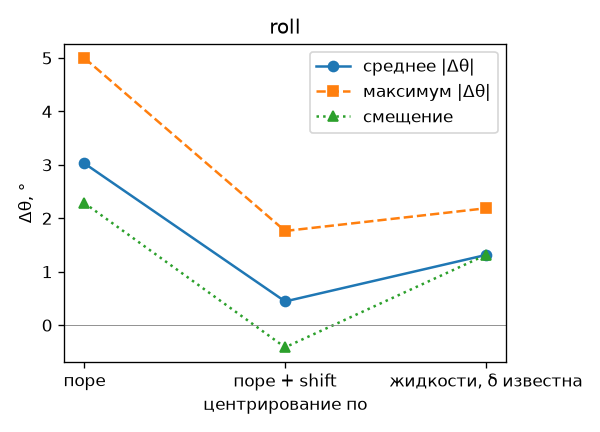 roll
среднее |Δθ|
максимум |Δθ|
смещение
Δθ, °
5
4
3
2
1
0
поре
поре + shift
жидкости, δ известна
центрирование по